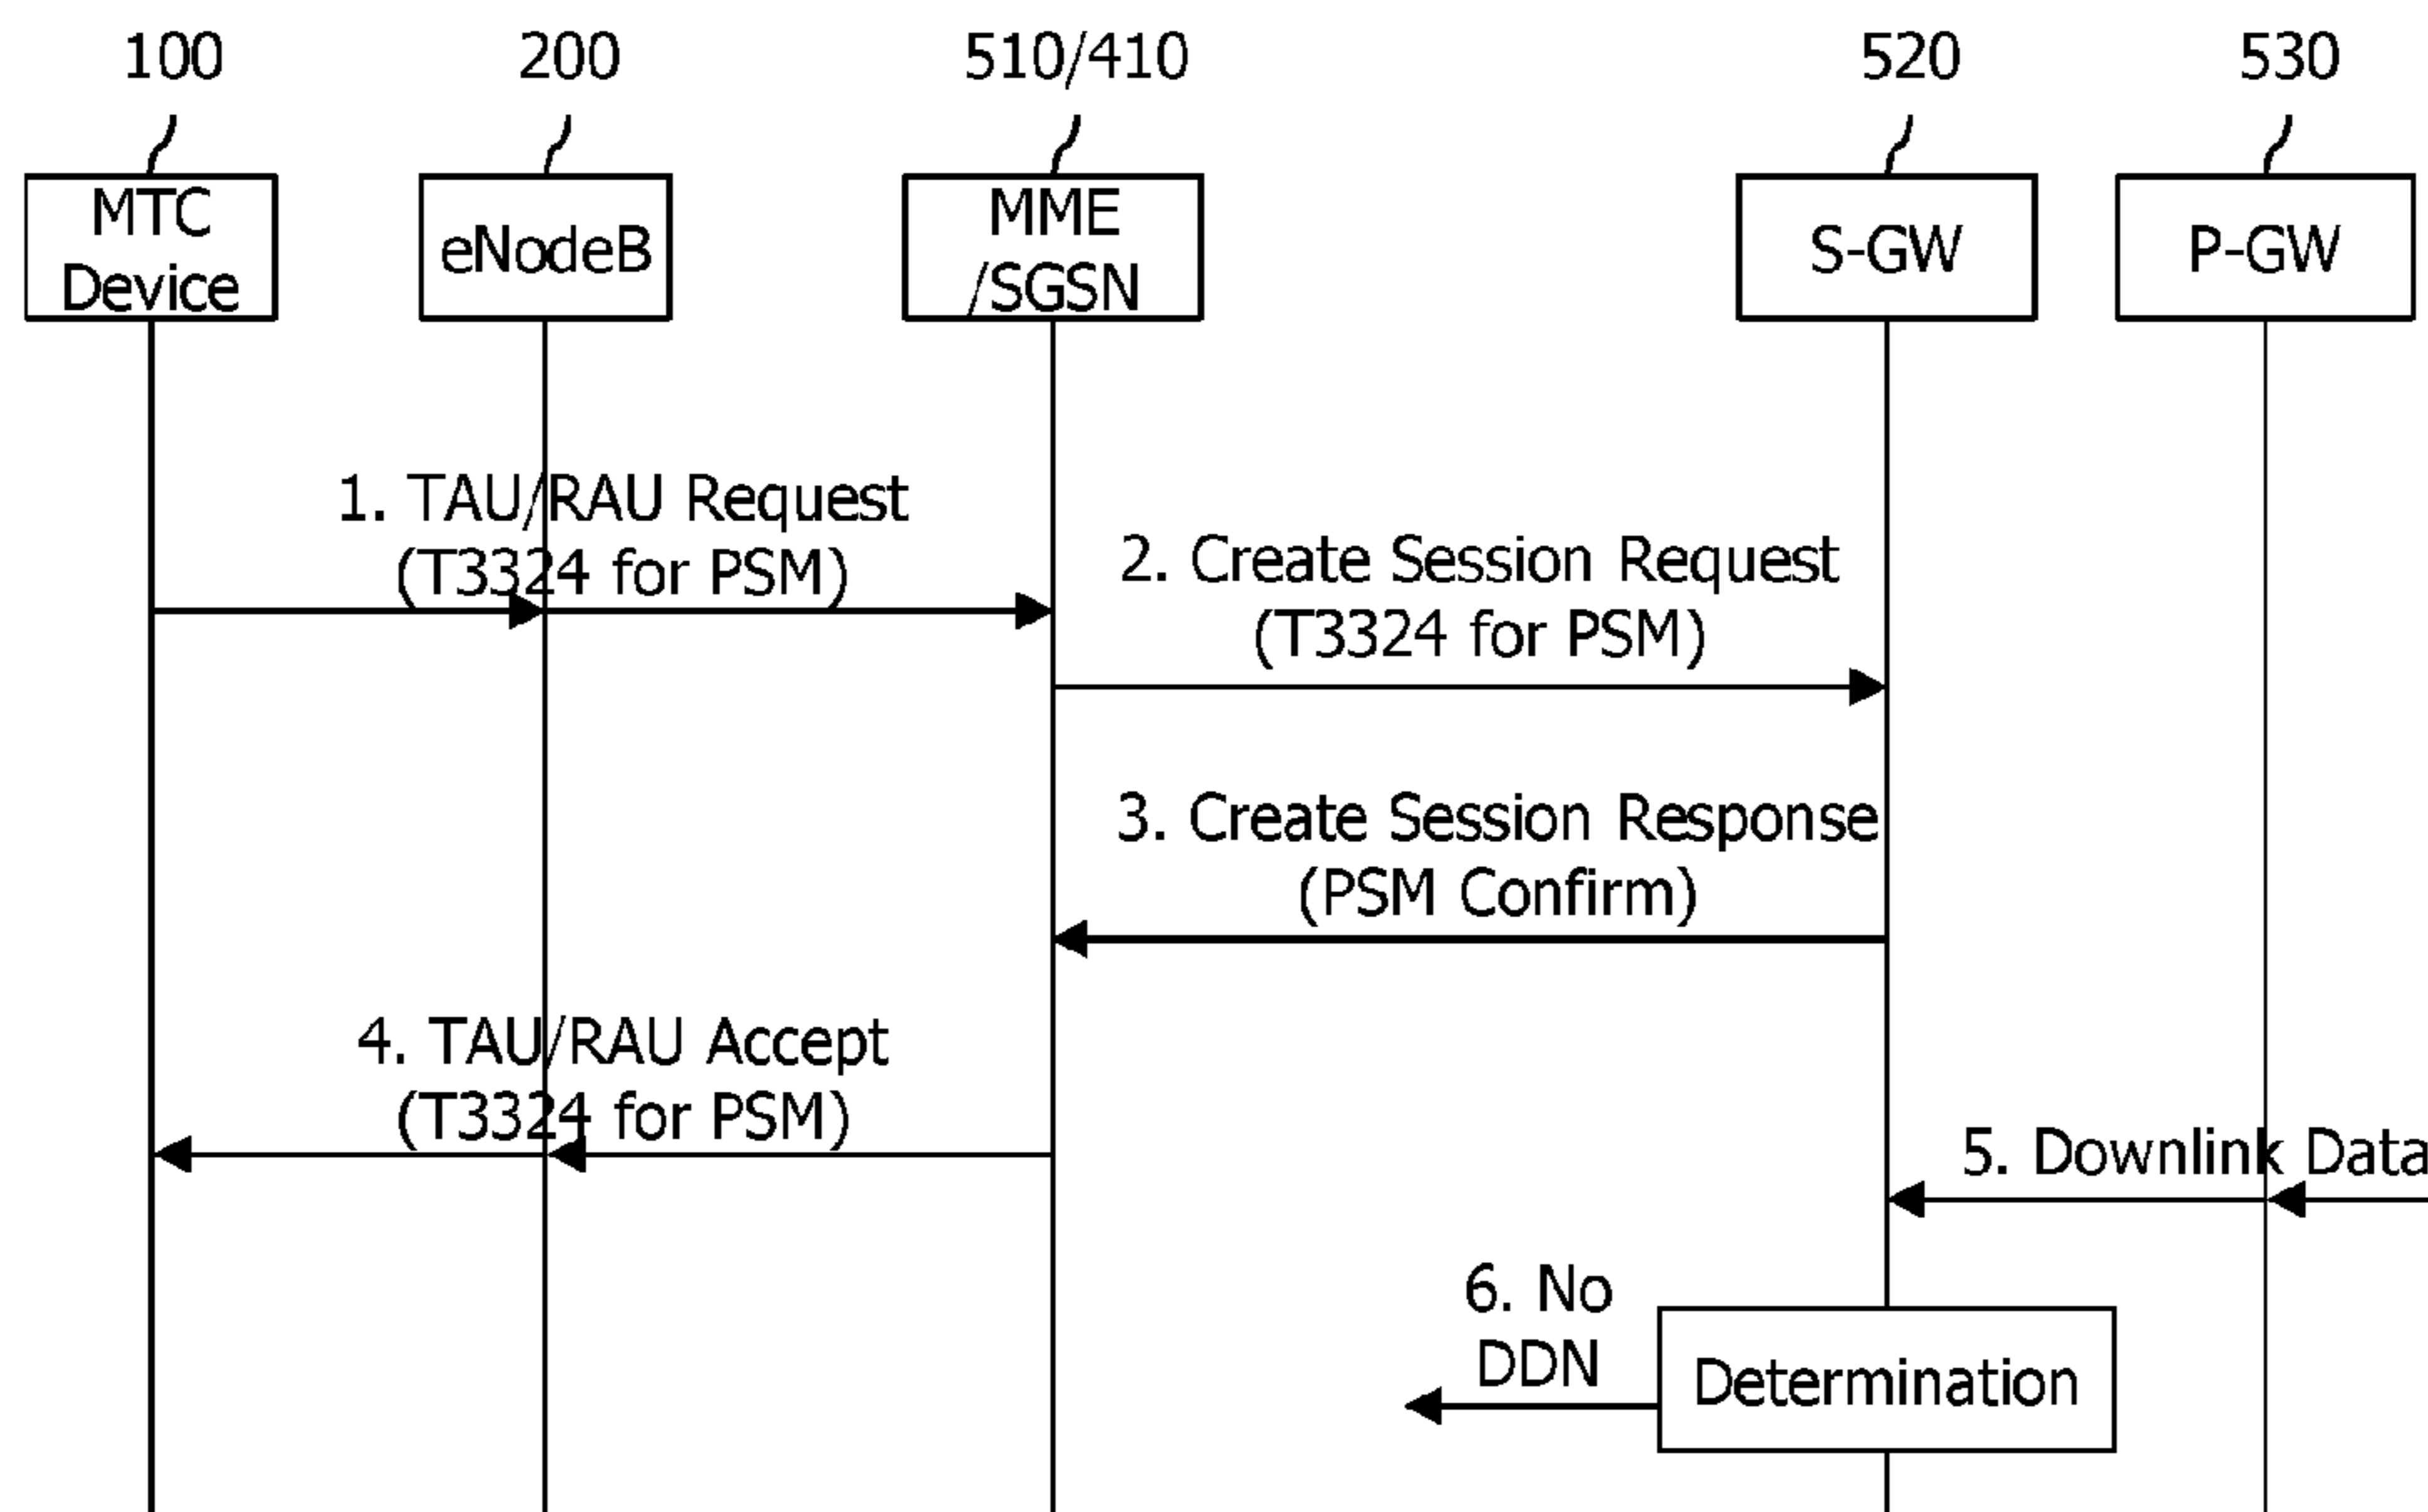 100
200
510/410
520
530
MTC
Device
eNodeB
MME
/SGSN
S-GW
P-GW
1. TAU/RAU Request
(T3324 for PSM)
2. Create Session Request
(T3324 for PSM)
3. Create Session Response
(PSM Confirm)
4. TAU/RAU Accept
(T3324 for PSM)
5. Downlink Data
6. No
DDN
Determination